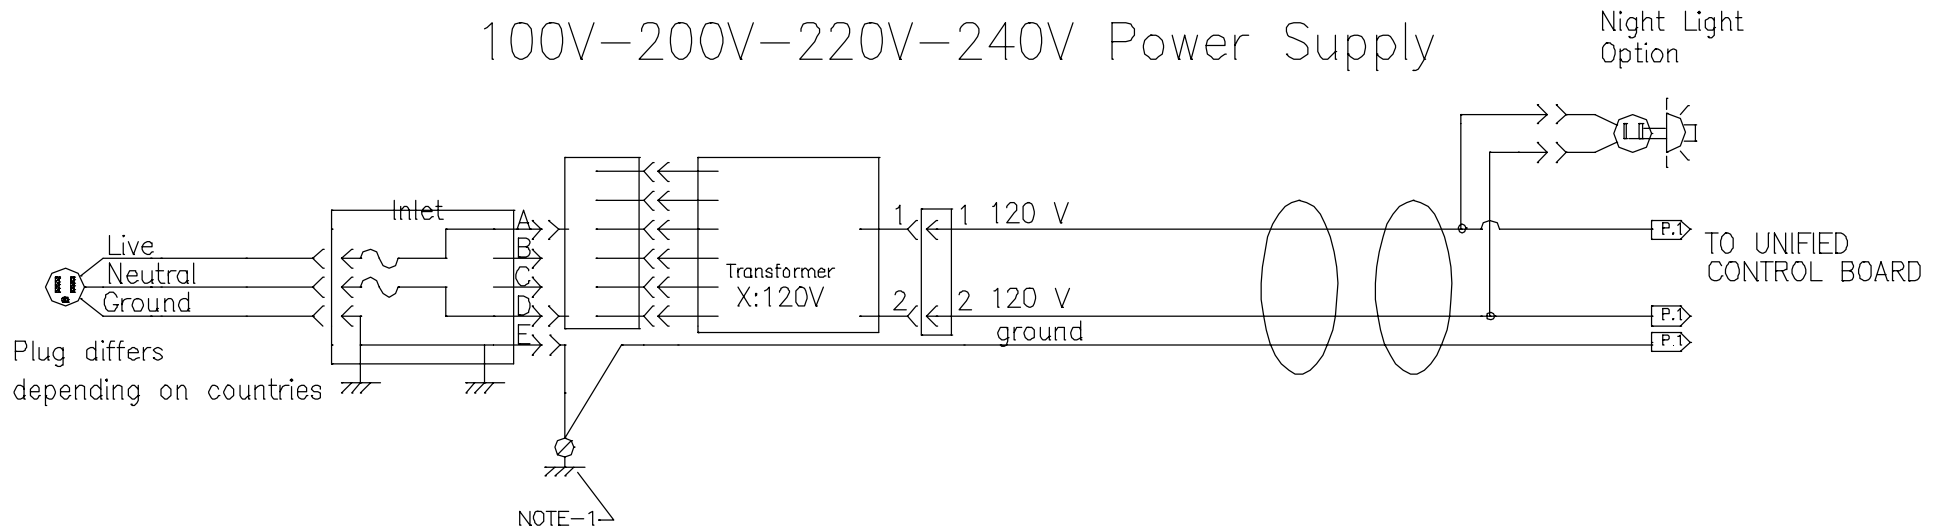 100V-200V-220V-240V Power Supply
Night Light
Option
Inlet
Live
Neutral
Ground
Plug differs
depending on countries
A
B
C
D
E
Transformer
X:120V
1
2
1 120 V
2 120 V
ground
P.1
P.1
P.1
TO UNIFIED
CONTROL BOARD
NOTE-1